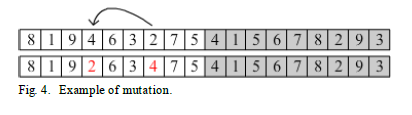 8 1 9 4 6 3 2 7 5 4 1 5 6 7 8 2 9 3
8 1 9 2 6 3 4 7 5 4 1 5 6 7 8 2 9 3
Fig. 4. Example of mutation.